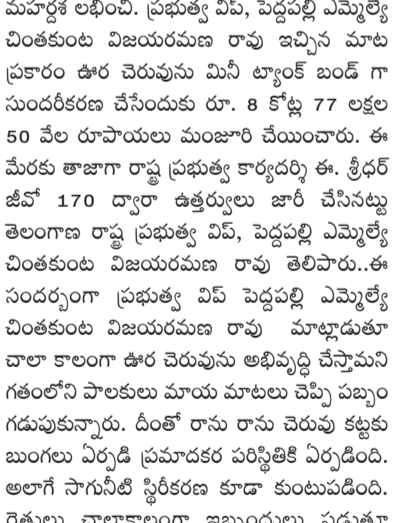 మహర్దశ లభించి. ప్రభుత్వ విప్, పెద్దపల్లి ఎమ్మెల్యే
చింతకుంట విజయరమణ రావు ఇచ్చిన మాట
ప్రకారం ఊర చెరువును మినీ ట్యాంక్ బండ్ గా
సుందరీకరణ చేసేందుకు రూ. 8 కోట్ల 77 లక్షల
50 వేల రూపాయలు మంజూరి చేయించారు. ఈ
మేరకు తాజాగా రాష్ట్ర ప్రభుత్వ కార్యదర్శి ఈ. శ్రీధర్
జీవో 170 ద్వారా ఉత్తర్వులు జారీ చేసినట్టు
తెలంగాణ రాష్ట్ర ప్రభుత్వ విప్, పెద్దపల్లి ఎమ్మెల్యే
చింతకుంట విజయరమణ రావు తెలిపారు..ఈ
సందర్బంగా ప్రభుత్వ విప్ పెద్దపల్లి ఎమ్మెల్యే
చింతకుంట విజయరమణ రావు మాట్లాడుతూ
చాలా కాలంగా ఊర చెరువును అభివృద్ధి చేస్తామని
గతంలోని పాలకులు మాయ మాటలు చెప్పి పబ్బం
గడుపుకున్నారు. దీంతో రాను రాను చెరువు కట్టకు
బుంగలు ఏర్పడి ప్రమాదకర పరిస్థితికి ఏర్పడింది.
అలాగే సాగునీటి స్థిరీకరణ కూడా కుంటుపడింది.
రైతులు చాలాకాలంగా ఇబ్బందులు పడుతూ